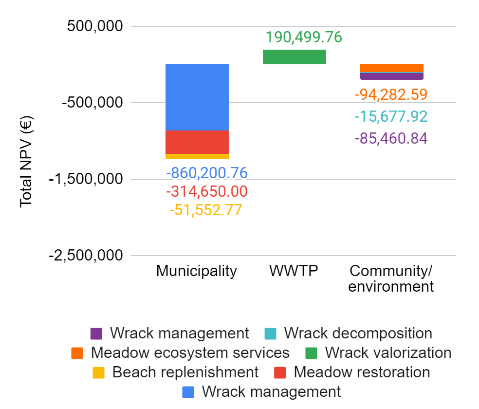 500,000
190,499.76
-500,000
-94,282.59
-15,677.92
-85,460.84
Total NPV (€)
-1,500,000
-860,200.76
-314,650.00
-51,552.77
-2,500,000
Municipality WWTP Community/
environment
Wrack management Wrack decomposition
Meadow ecosystem services Wrack valorization
Beach replenishment Meadow restoration
Wrack management